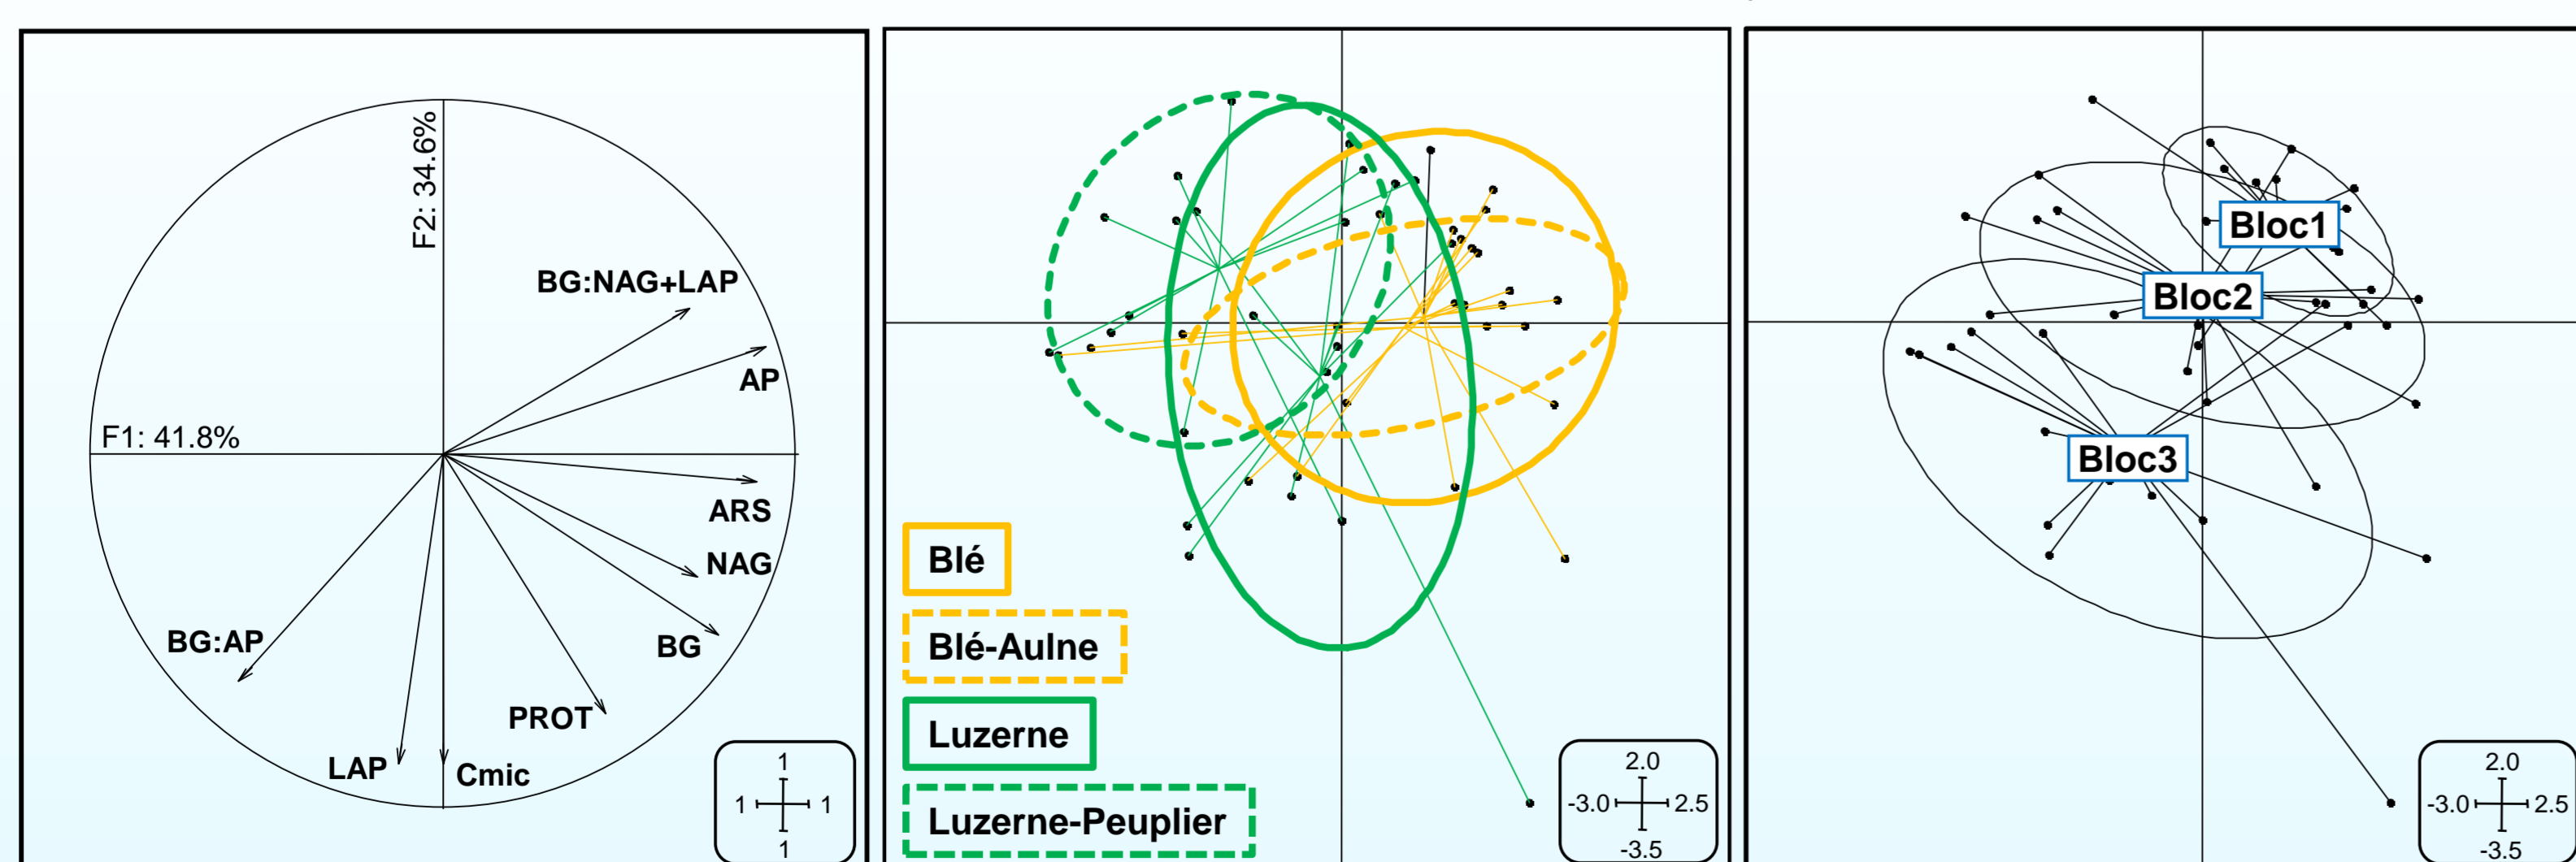 F2: 34.6%
BG:NAG+LAP
AP
F1: 41.8%
ARS
NAG
BG
BG:AP
PROT
LAP
Cmic
1
1 1
1
Blé
Blé-Aulne
Luzerne
Luzerne-Peuplier
2.0
-3.0 2.5
-3.5
Bloc1
Bloc2
Bloc3
2.0
-3.0 2.5
-3.5